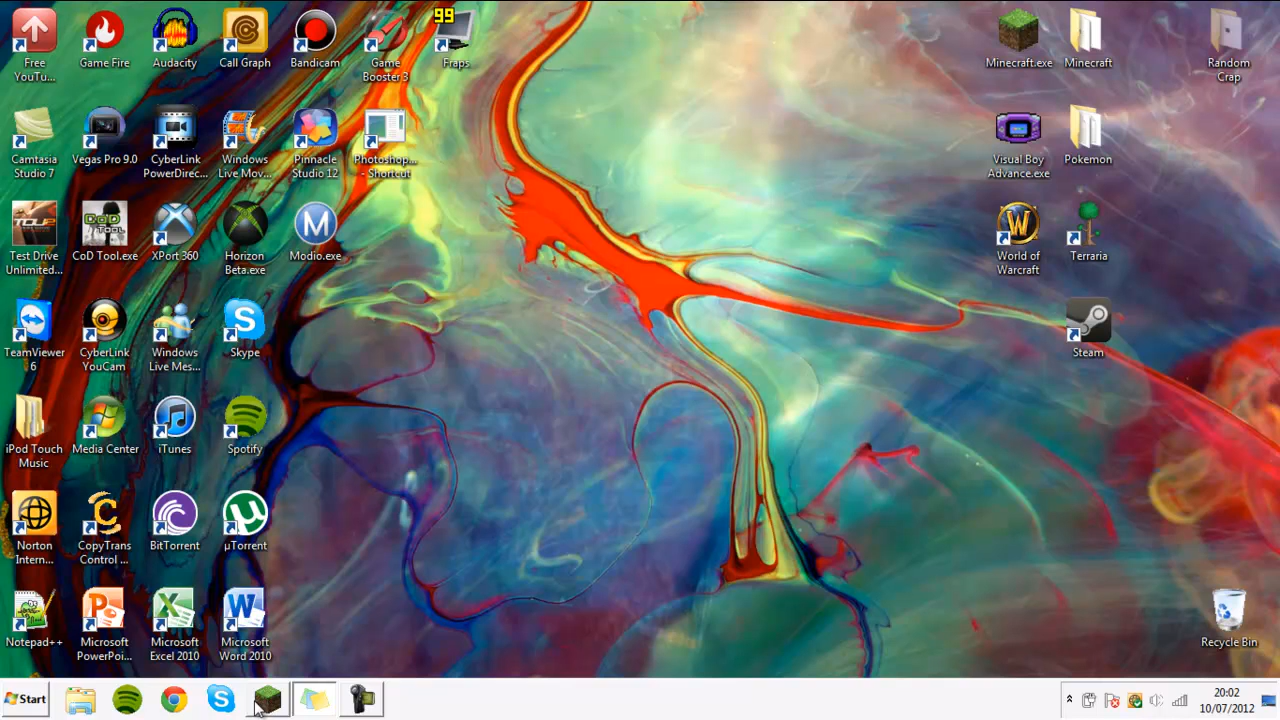 99
Free
YouTu...
Game Fire
Audacity
Call Graph
Bandicam
Game
Booster 3
Fraps
Minecraft.exe
Minecraft
Random
Crap
Camtasia
Studio 7
Vegas Pro 9.0
CyberLink
PowerDirec...
Windows
Live Mov...
Pinnacle
Studio 12
Photoshop...
- Shortcut
Visual Boy
Advance.exe
Pokemon
TDU2
Test Drive
Unlimited...
CoD
TOOL
CoD Tool.exe
XPort 360
Horizon
Beta.exe
M
Modio.exe
W
World of
Warcraft
Terraria
TeamViewer
6
CyberLink
YouCam
Windows
Live Mes...
S
Skype
Steam
iPod Touch
Music
Media Center
iTunes
Spotify
Norton
Intern...
CopyTrans
Control ...
BitTorrent
µTorrent
Notepad++
P
Microsoft
PowerPoi...
X
Microsoft
Excel 2010
W
Microsoft
Word 2010
Recycle Bin
Start
S
20:02
10/07/2012